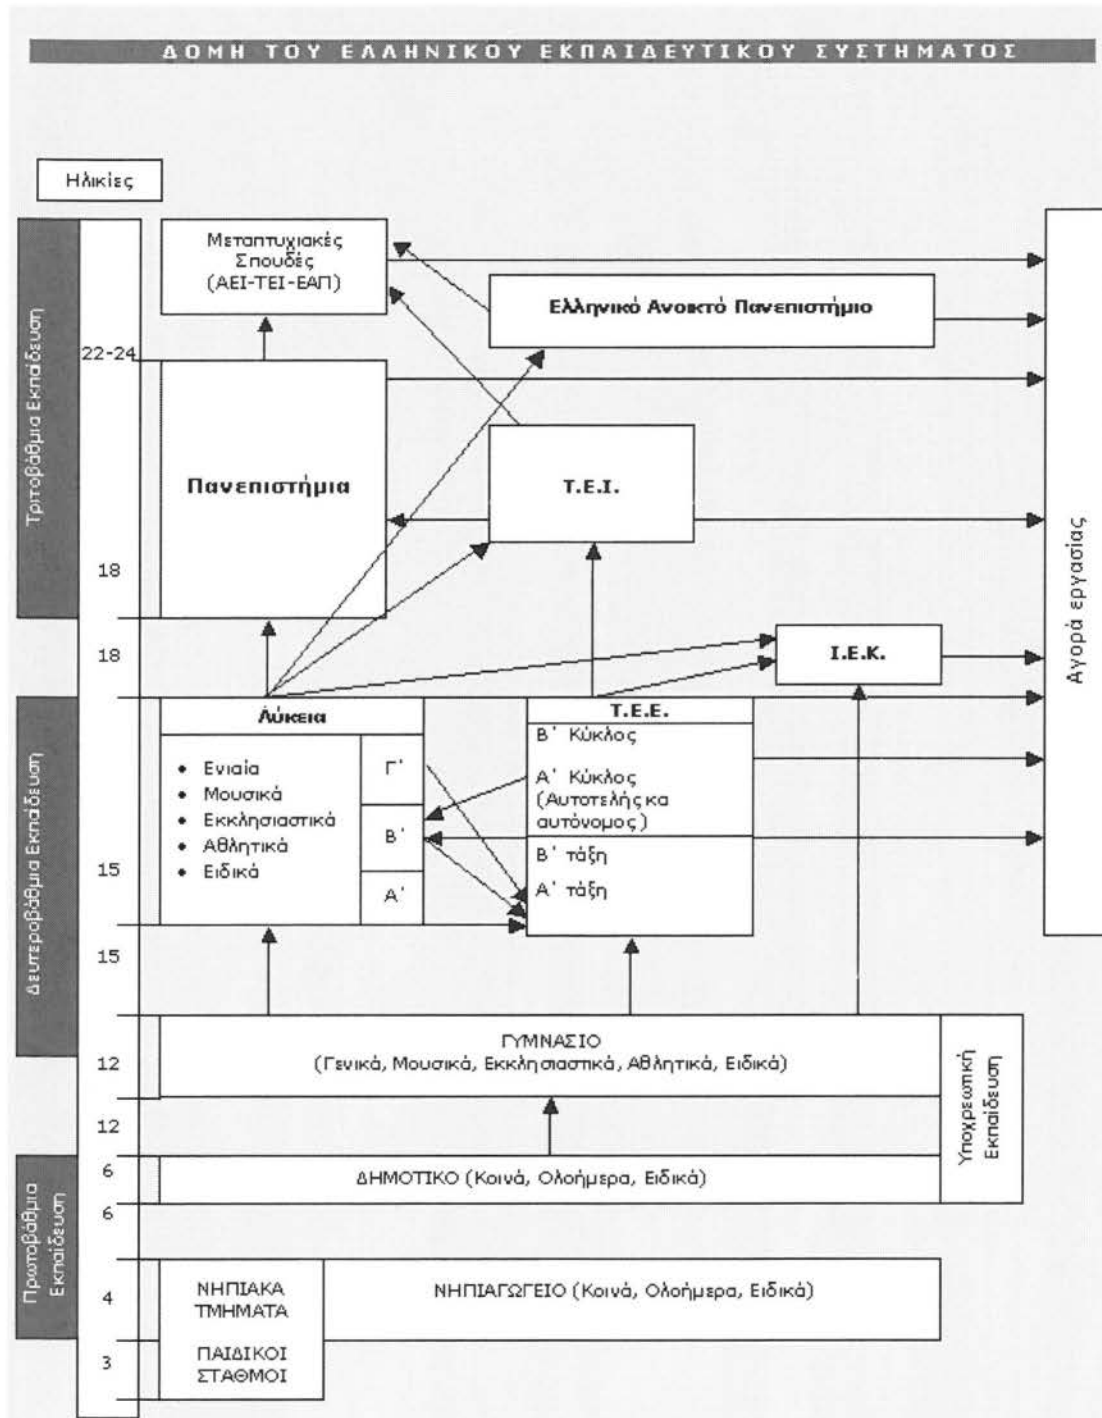 ΔΟΜΗ ΤΟΥ ΕΛΛΗΝΙΚΟΥ ΕΚΠΑΙΔΕΥΤΙΚΟΥ ΣΥΣΤΗΜΑΤΟΣ
Ηλικίες
Τριτοβάθμια Εκπάδευση
Μεταπτυχιακές
Σπουδές
(ΑΕΙ-ΤΕΙ-ΕΑΠ)
Ελληνικό Ανοικτό Πανεπιστήμιο
22-24
Πανεπιστήμια
Τ.Ε.Ι.
18
18
Ι.Ε.Κ.
Αγορά εργασίας
Δευτεροβάθμια Εκπάδευση
Λύκεια
• Ενιαία
• Μουσικά
• Εκκλησιαστικά
• Αθλητικά
• Ειδικά
Γ'
Β'
Α'
Τ.Ε.Ε.
Β' Κύκλος
Α' Κύκλος
(Αυτοτελής κα
αυτόνομος)
Β' τάξη
Α' τάξη
15
15
ΓΥΜΝΑΣΙΟ
(Γενικά, Μουσικά, Εκκλησιαστικά, Αθλητικά, Ειδικά)
12
12
Υποχρεωτική
Εκπαίδευση
Πρωτοβάθμια
Εκπαίδευση
6
ΔΗΜΟΤΙΚΟ (Κοινά, Ολοήμερα, Ειδικά)
6
4
ΝΗΠΙΑΚΑ
ΤΜΗΜΑΤΑ
ΝΗΠΙΑΓΩΓΕΙΟ (Κοινά, Ολοήμερα, Ειδικά)
3
ΠΑΙΔΙΚΟΙ
ΣΤΑΘΜΟΙ